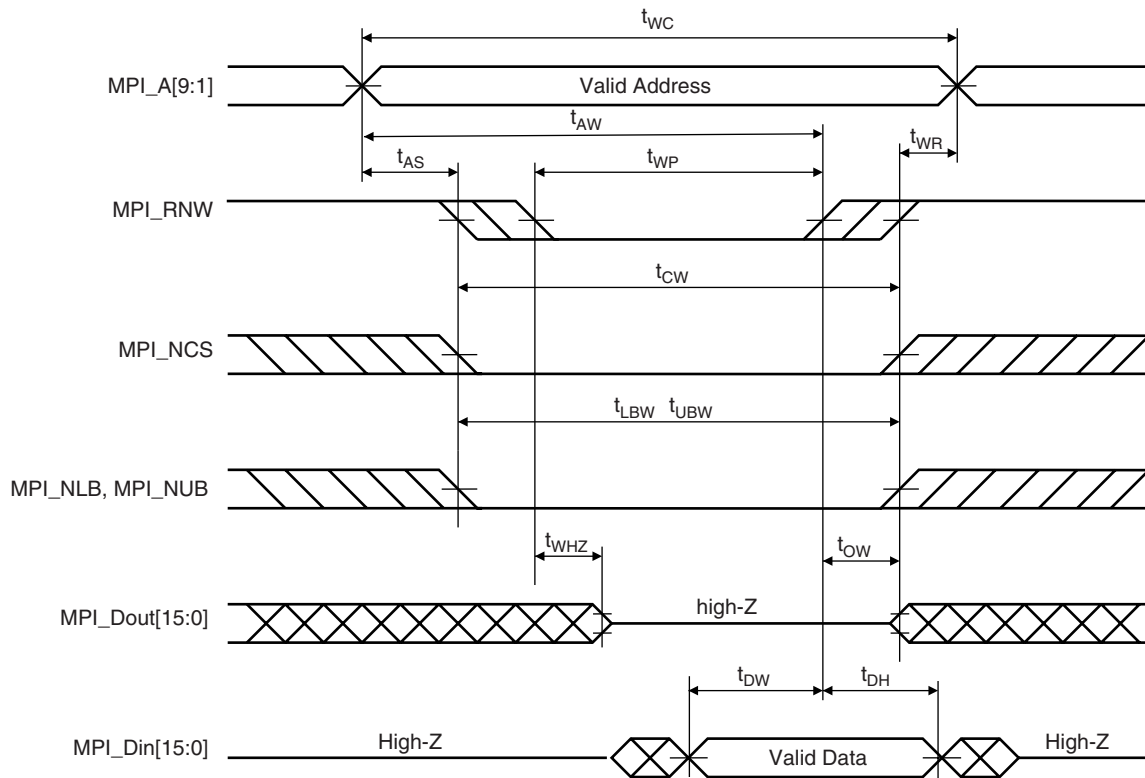 tWC
MPI_A[9:1]
Valid Address
tAW
tAS
tWP
tWR
MPI_RNW
tCW
MPI_NCS
tLBW tUBW
MPI_NLB, MPI_NUB
tWHZ
tOW
MPI_Dout[15:0]
high-Z
tDW
tDH
MPI_Din[15:0]
High-Z
Valid Data
High-Z